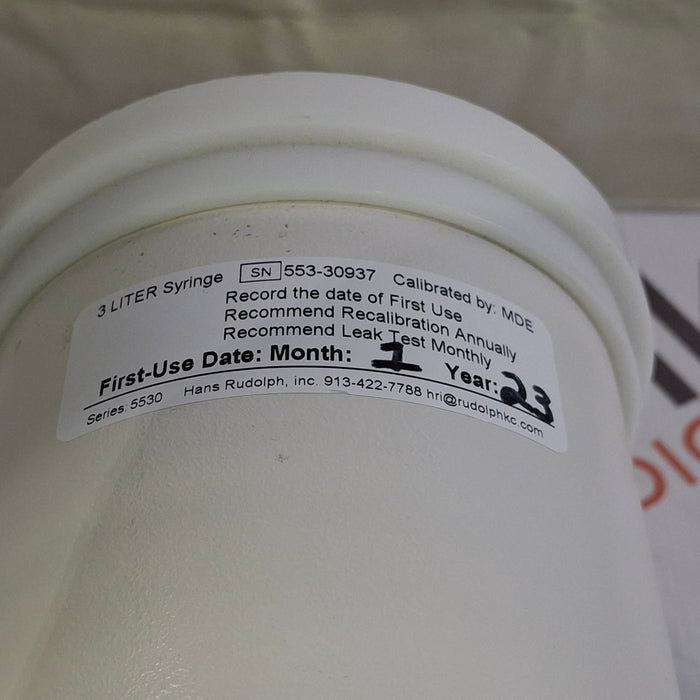 3 LITER Syringe SN 553-30937 Calibrated by: MDE
Record the date of First Use
Recommend Recalibration Annually
Recommend Leak Test Monthly
First-Use Date: Month: 1 Year: 23
Series 5530 Hans Rudolph, inc. 913-422-7788 hri@rudolphkc.com